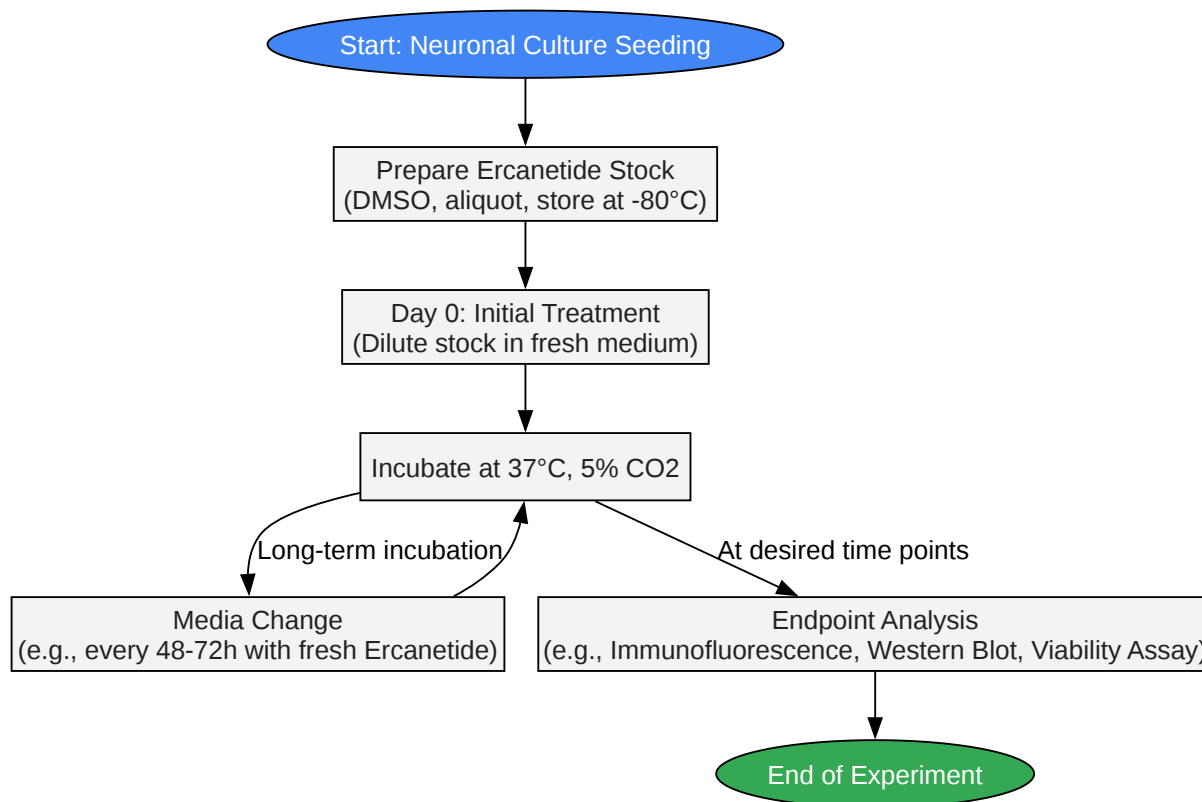 Start: Neuronal Culture Seeding
Prepare Ercanetide Stock
(DMSO, aliquot, store at -80°C)
Day 0: Initial Treatment
(Dilute stock in fresh medium)
Incubate at 37°C, 5% CO2
Long-term incubation
At desired time points
Media Change
(e.g., every 48-72h with fresh Ercanetide)
Endpoint Analysis
(e.g., Immunofluorescence, Western Blot, Viability Assay)
End of Experiment